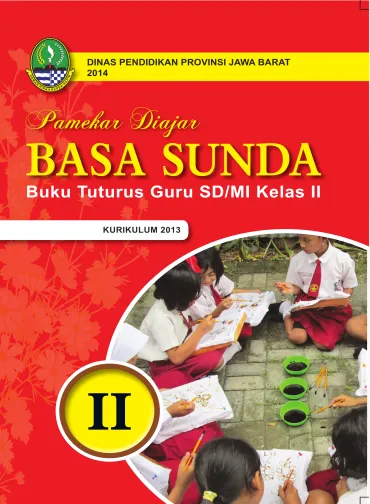 DINAS PENDIDIKAN PROVINSI JAWA BARAT
2014
Pamekar Diajar
BASA SUNDA
Buku Tuturus Guru SD/MI Kelas II
KURIKULUM 2013
II